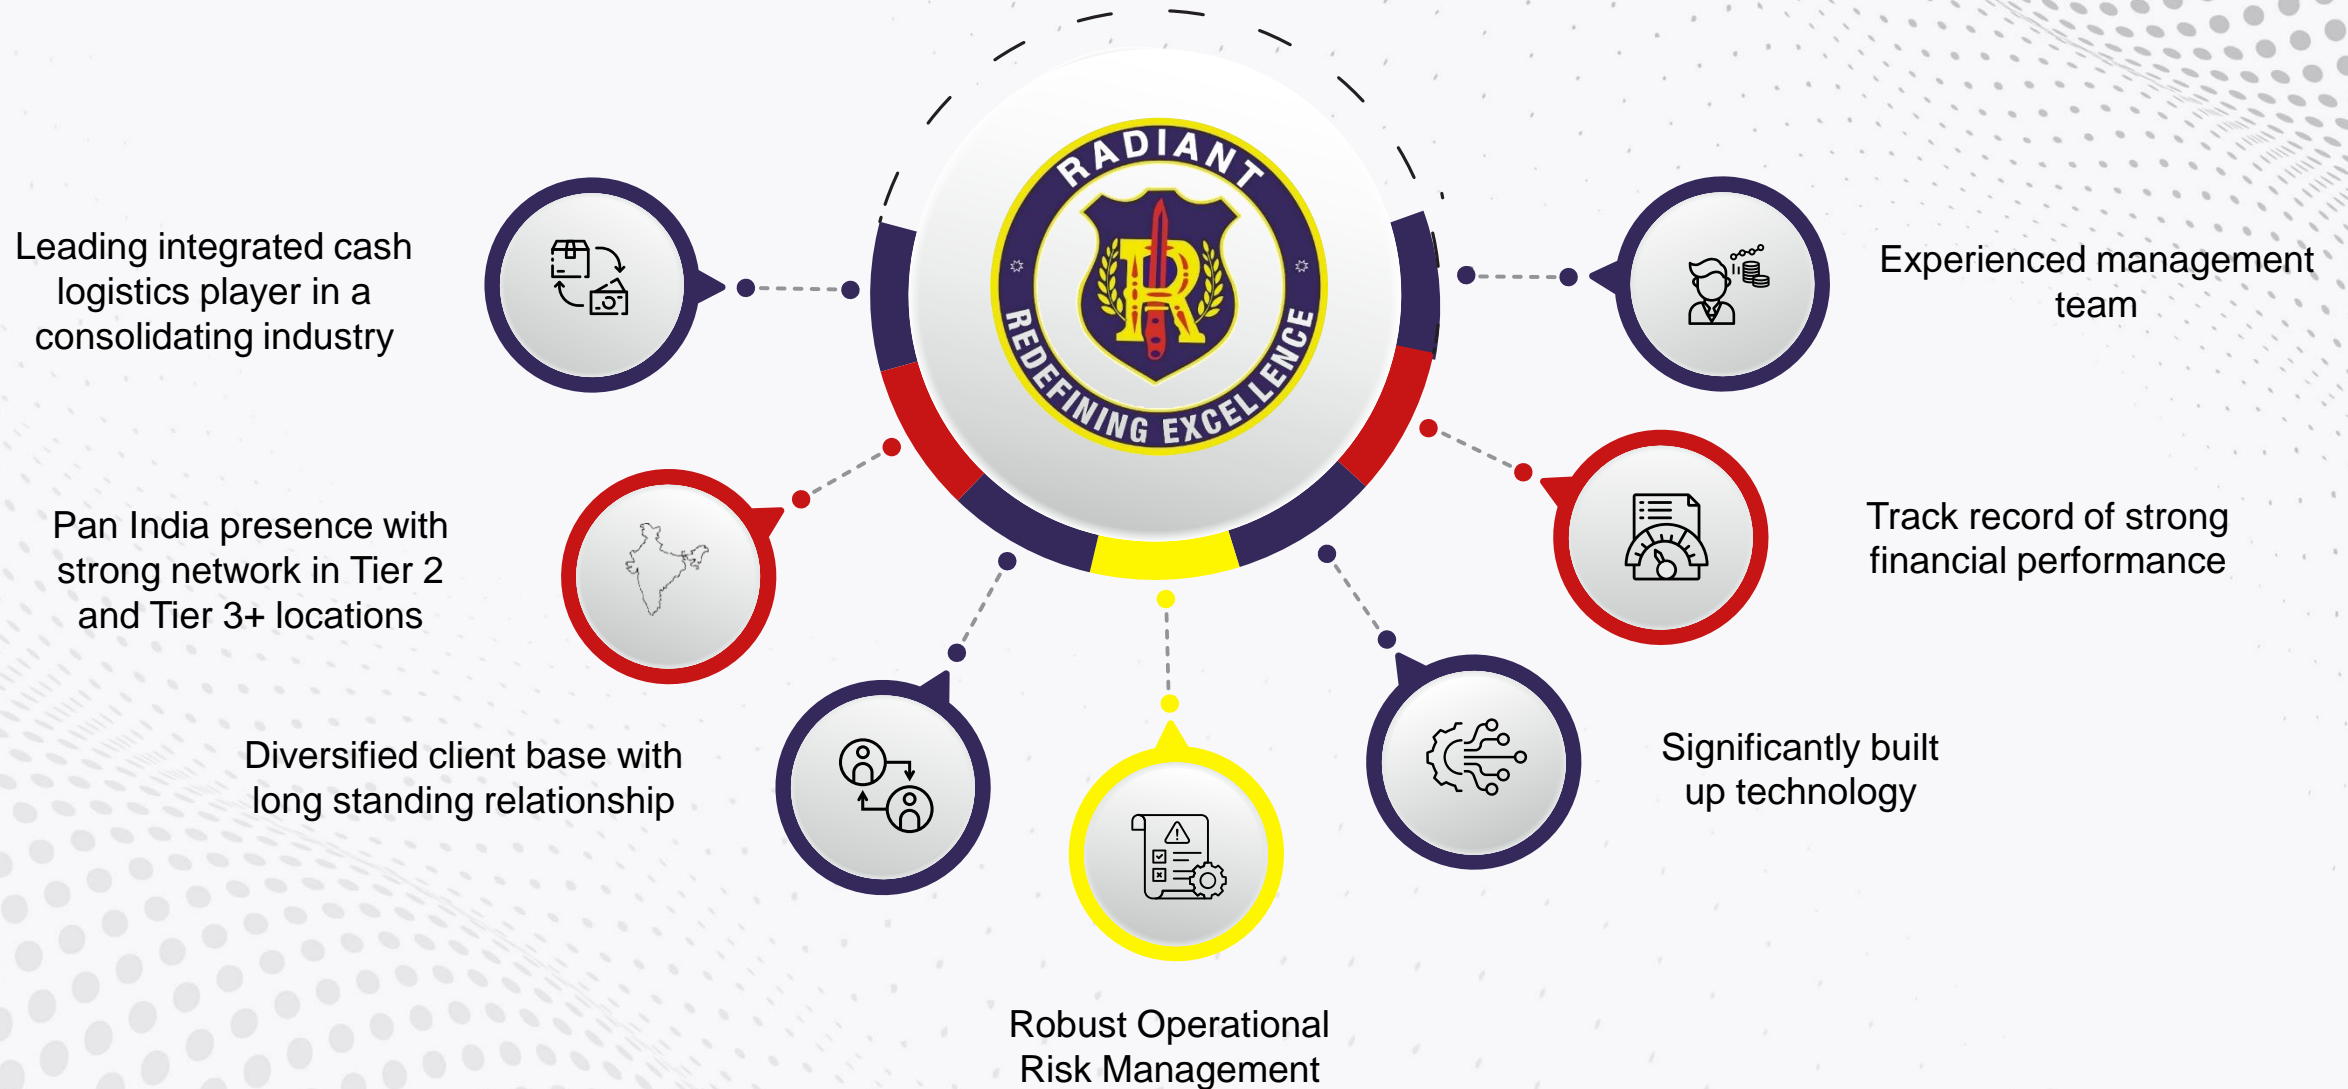 RADIANT
R
REDEFINING EXCELLENCE
Leading integrated cash
logistics player in a
consolidating industry
Pan India presence with
strong network in Tier 2
and Tier 3+ locations
Diversified client base with
long standing relationship
Robust Operational
Risk Management
Significantly built
up technology
Track record of strong
financial performance
Experienced management
team